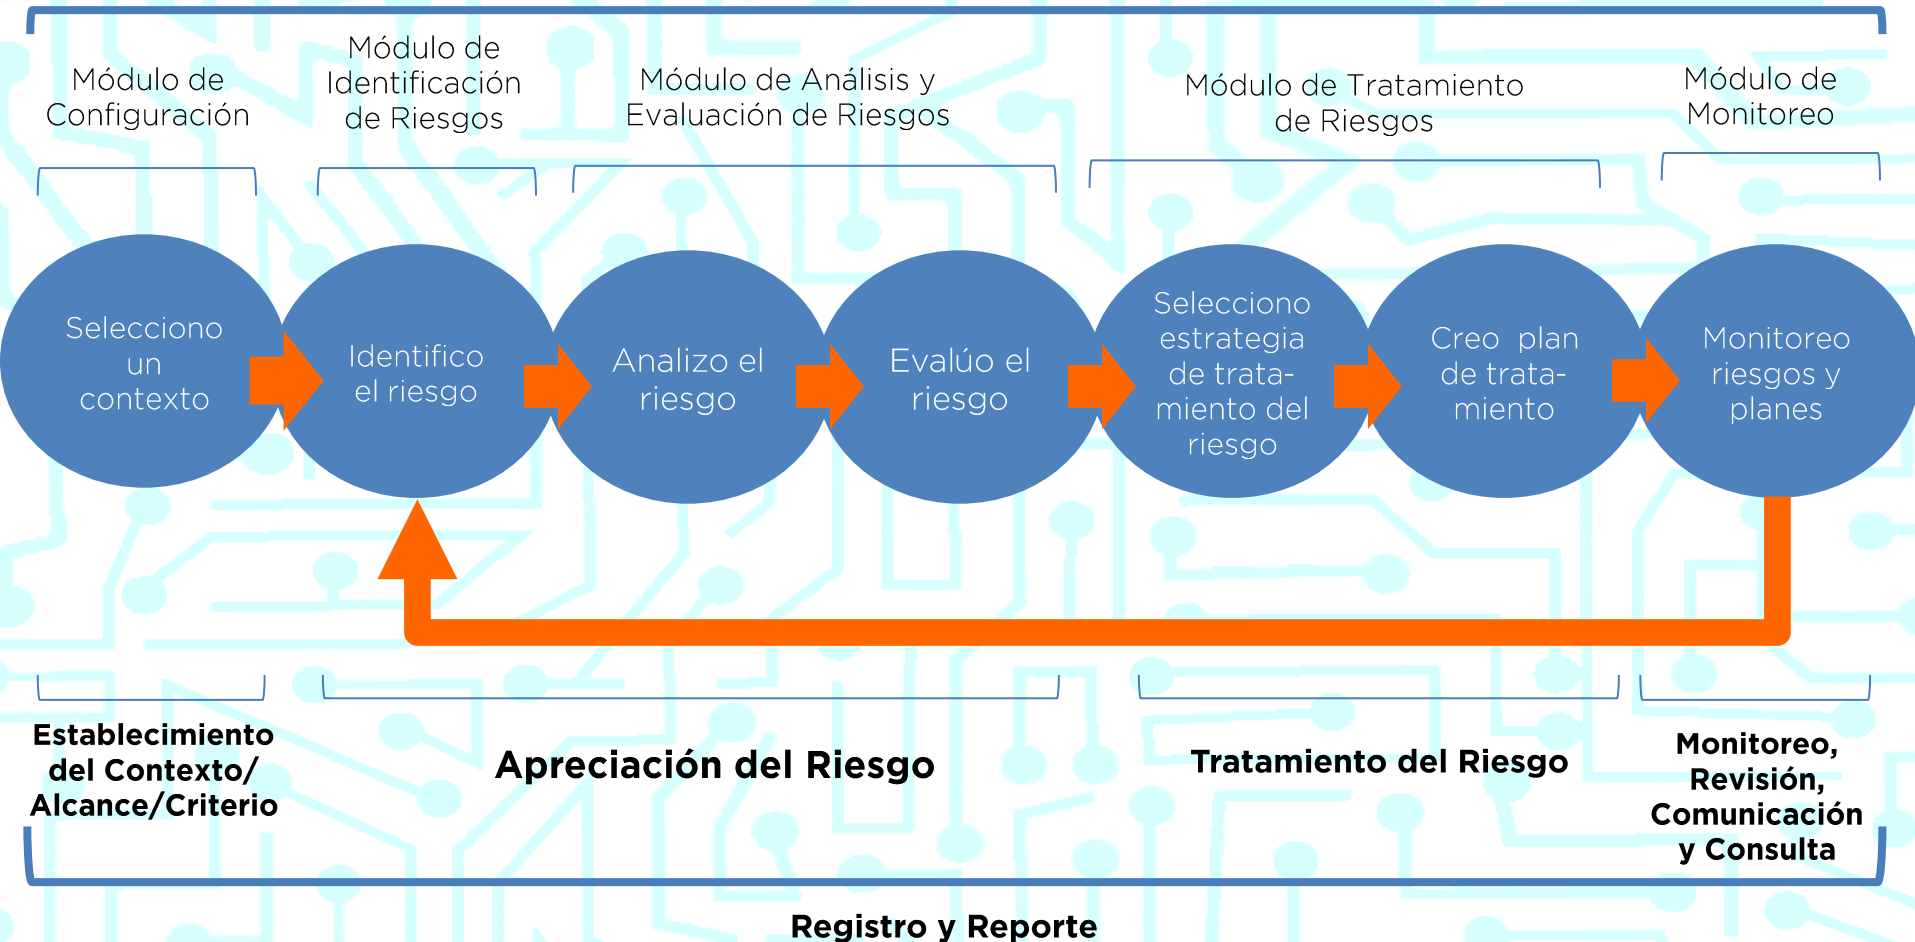 Módulo de
Configuración
Módulo de
Identificación
de Riesgos
Módulo de Análisis y
Evaluación de Riesgos
Módulo de Tratamiento
de Riesgos
Módulo de
Monitoreo
Selecciono
un
contexto
Identifico
el riesgo
Analizo el
riesgo
Evalúo el
riesgo
Selecciono
estrategia
de trata-
miento del
riesgo
Creo plan
de trata-
miento
Monitoreo
riesgos y
planes
Establecimiento
del Contexto/
Alcance/Criterio
Apreciación del Riesgo
Tratamiento del Riesgo
Monitoreo,
Revisión,
Comunicación
y Consulta
Registro y Reporte